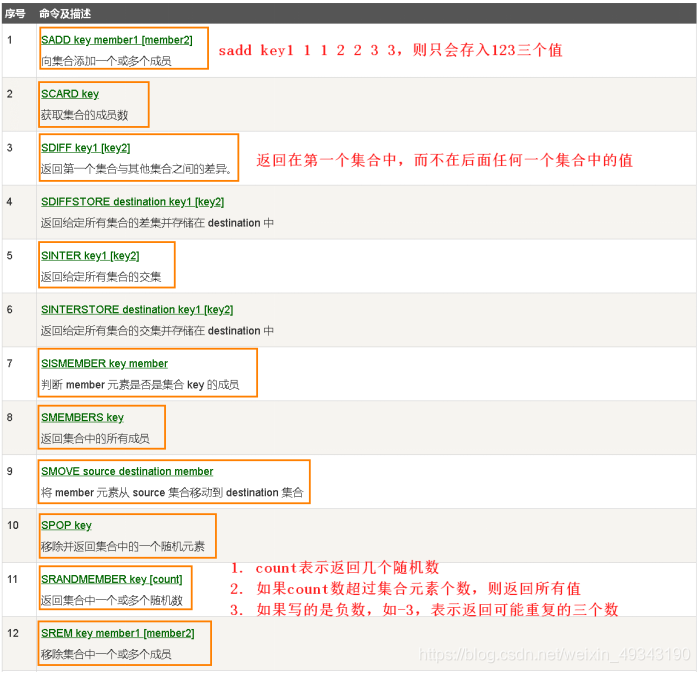 序号 命令及描述
1 SADD key member1 [member2]
向集合添加一个或多个成员
sadd key1 1 1 2 2 3 3，则只会存入123三个值
2 SCARD key
获取集合的成员数
3 SDIFF key1 [key2]
返回第一个集合与其他集合之间的差异。
返回在第一个集合中，而不在后面任何一个集合中的值
4 SDIFFSTORE destination key1 [key2]
返回给定所有集合的差集并存储在 destination 中
5 SINTER key1 [key2]
返回给定所有集合的交集
6 SINTERSTORE destination key1 [key2]
返回给定所有集合的交集并存储在 destination 中
7 SISMEMBER key member
判断 member 元素是否是集合 key 的成员
8 SMEMBERS key
返回集合中的所有成员
9 SMOVE source destination member
将 member 元素从 source 集合移动到 destination 集合
10 SPOP key
移除并返回集合中的一个随机元素
11 SRANDMEMBER key [count]
返回集合中一个或多个随机数
1. count表示返回几个随机数
2. 如果count数超过集合元素个数，则返回所有值
3. 如果写的是负数，如-3，表示返回可能重复的三个数
12 SREM key member1 [member2]
移除集合中一个或多个成员
https://blog.csdn.net/weixin_49343190